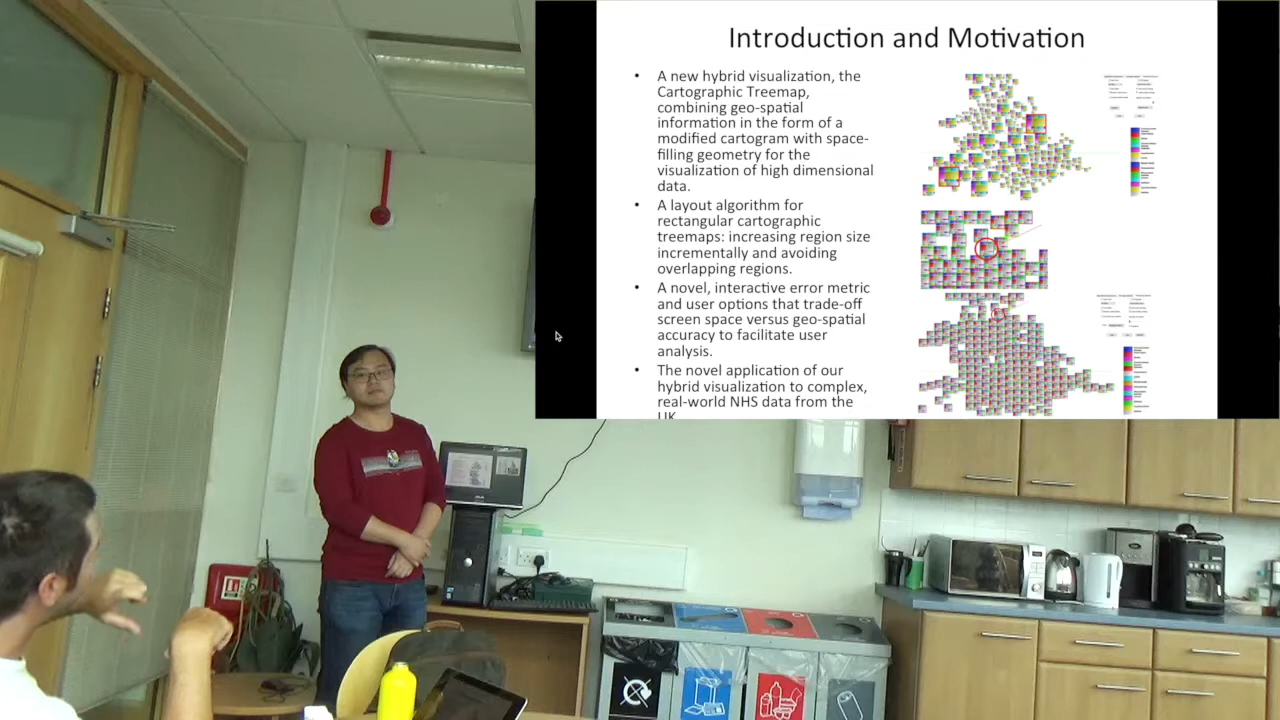 Introduction and Motivation
• A new hybrid visualization, the
Cartographic Treemap,
combines geo-spatial
information in the form of a
modified cartogram with space-
filling geometry for the
visualization of high dimensional
data.
• A layout algorithm for
rectangular cartographic
treemaps: increasing region size
incrementally and avoiding
overlapping regions.
• A novel, interactive error metric
and user options that trade-off
space versus geo-spatial
accuracy to facilitate user
analysis.
• The novel application of our
hybrid visualization to complex,
real-world NHS data from the
UK